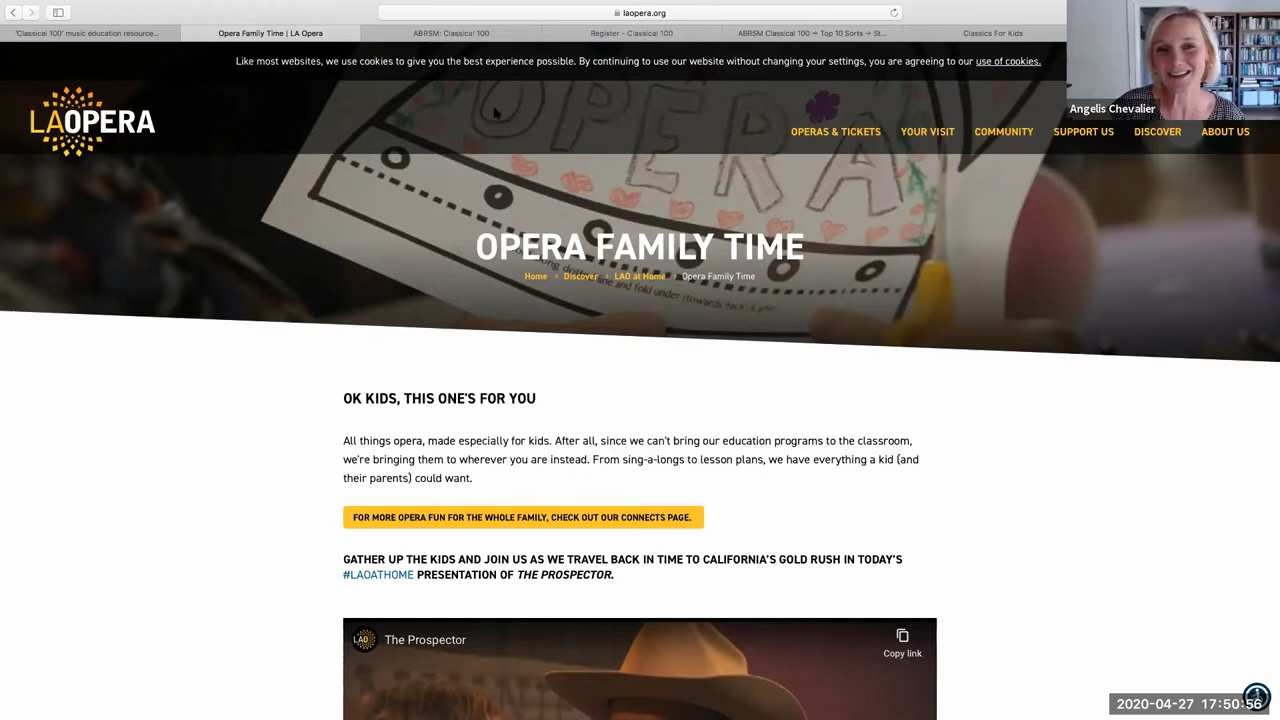 laopera.org
'Classical 100' music education resource...
Opera Family Time | LA Opera
ABRSM: Classical 100
Register - Classical 100
ABRSM Classical 100 → Top 10 Sorts → St...
Classics For Kids
Like most websites, we use cookies to give you the best experience possible. By continuing to use our website without changing your settings, you are agreeing to our use of cookies.
Angelis Chevalier
LAOPERA
OPERAS & TICKETS
YOUR VISIT
COMMUNITY
SUPPORT US
DISCOVER
ABOUT US
OPERA
OPERA FAMILY TIME
Home › Discover › LAO at Home › Opera Family Time
and fold under (towards back)
OK KIDS, THIS ONE'S FOR YOU
All things opera, made especially for kids. After all, since we can't bring our education programs to the classroom,
we're bringing them to wherever you are instead. From sing-a-longs to lesson plans, we have everything a kid (and
their parents) could want.
FOR MORE OPERA FUN FOR THE WHOLE FAMILY, CHECK OUT OUR CONNECTS PAGE.
GATHER UP THE KIDS AND JOIN US AS WE TRAVEL BACK IN TIME TO CALIFORNIA'S GOLD RUSH IN TODAY'S
#LAOATHOME PRESENTATION OF THE PROSPECTOR.
LAO
The Prospector
Copy link
2020-04-27 17:50:56